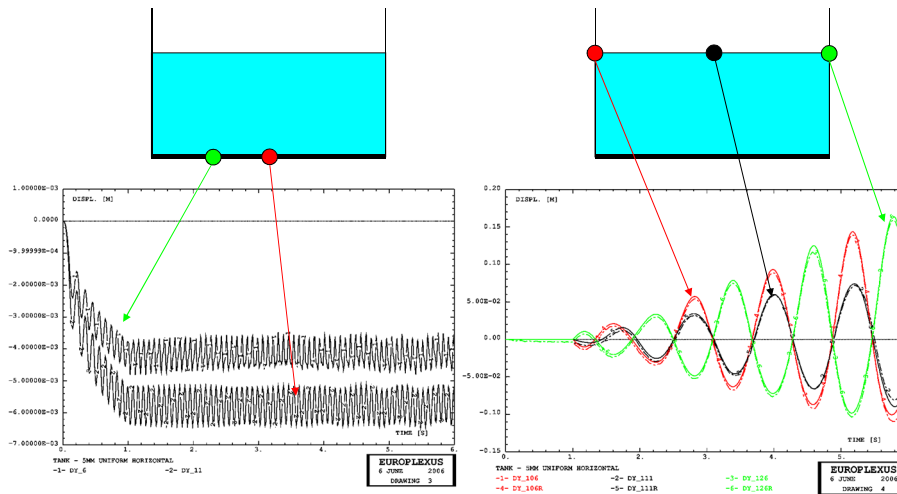 DISPL. [M]
1.00000E-03
0.0000
-9.99999E-04
-2.00000E-03
-3.00000E-03
-4.00000E-03
-5.00000E-03
-6.00000E-03
-7.00000E-03
TIME [S]
0. 1. 2. 3. 4. 5. 6.
TANK - 5MM UNIFORM HORIZONTAL
-1- DY_6 -2- DY_11
EUROPLEXUS
6 JUNE 2006
DRAWING 3
DISPL. [M]
0.20
0.15
0.10
5.00E-02
0.00
-5.00E-02
-0.10
-0.15
TIME [S]
0. 1. 2. 3. 4. 5.
TANK - 5MM UNIFORM HORIZONTAL
-1- DY_106 -2- DY_111 -3- DY_126
-4- DY_106R -5- DY_111R -6- DY_126R
EUROPLEXUS
6 JUNE 2006
DRAWING 4